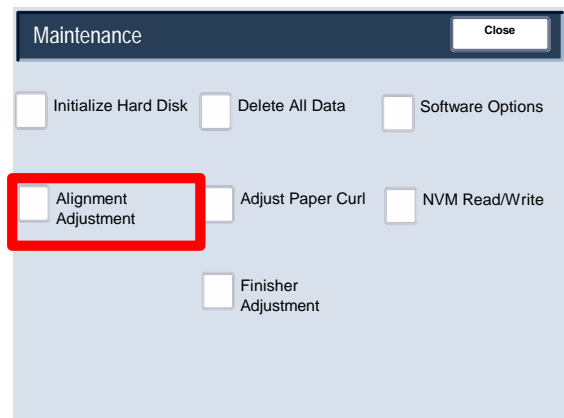 Maintenance
Close
Initialize Hard Disk
Delete All Data
Software Options
Alignment
Adjustment
Adjust Paper Curl
NVM Read/Write
Finisher
Adjustment